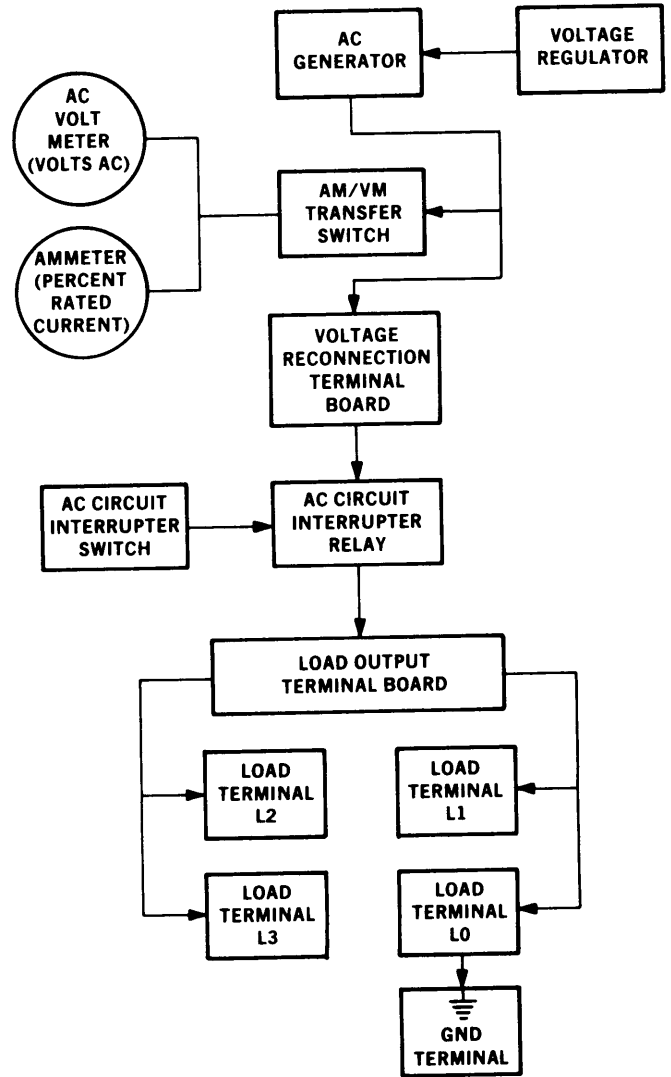 AC
GENERATOR
VOLTAGE
REGULATOR
AC
VOLT
METER
(VOLTS AC)
AM/VM
TRANSFER
SWITCH
AMMETER
(PERCENT
RATED
CURRENT)
VOLTAGE
RECONNECTION
TERMINAL
BOARD
AC CIRCUIT
INTERRUPTER
SWITCH
AC CIRCUIT
INTERRUPTER
RELAY
LOAD OUTPUT
TERMINAL BOARD
LOAD
TERMINAL
L2
LOAD
TERMINAL
L1
LOAD
TERMINAL
L3
LOAD
TERMINAL
L0
GND
TERMINAL